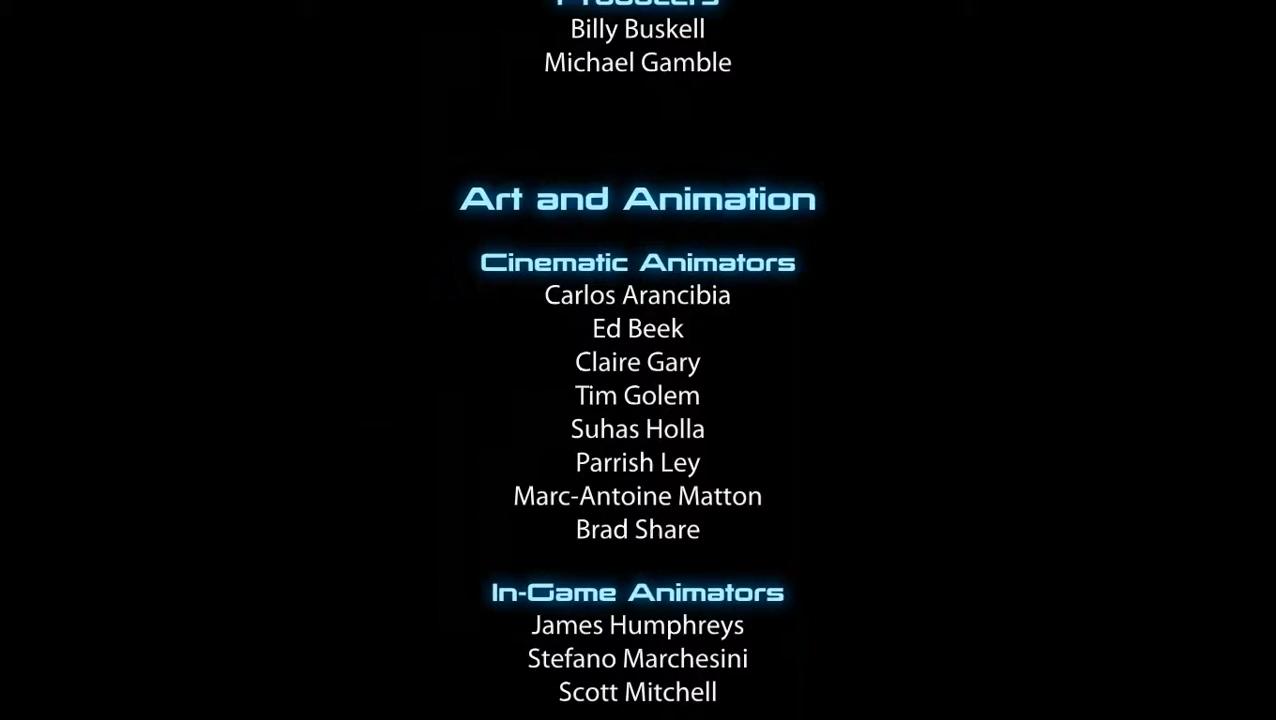 Producers
Billy Buskell
Michael Gamble
Art and Animation
Cinematic Animators
Carlos Arancibia
Ed Beek
Claire Gary
Tim Golem
Suhas Holla
Parrish Ley
Marc-Antoine Matton
Brad Share
In-Game Animators
James Humphreys
Stefano Marchesini
Scott Mitchell